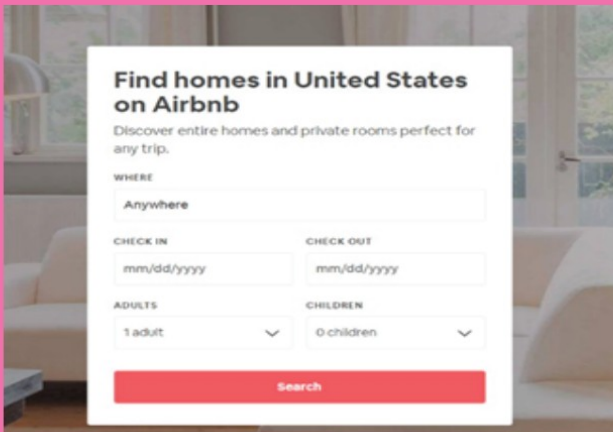 Find homes in United States
on Airbnb
Discover entire homes and private rooms perfect for
any trip.
WHERE
Anywhere
CHECK IN
CHECK OUT
mm/dd/yyyy
mm/dd/yyyy
ADULTS
CHILDREN
1 adult
0 children
Search